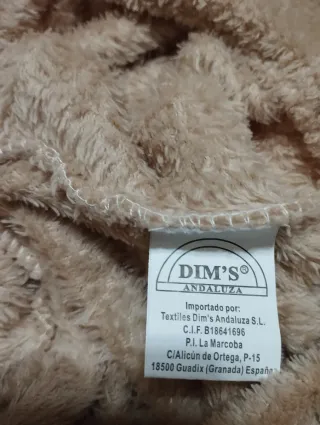 DIM'S®
ANDALUZA
Importado por:
Textiles Dim's Andaluza S.L.
C.I.F. B18641696
P.I. La Marcoba
C/Alicún de Ortega, P-15
18500 Guadix (Granada) España